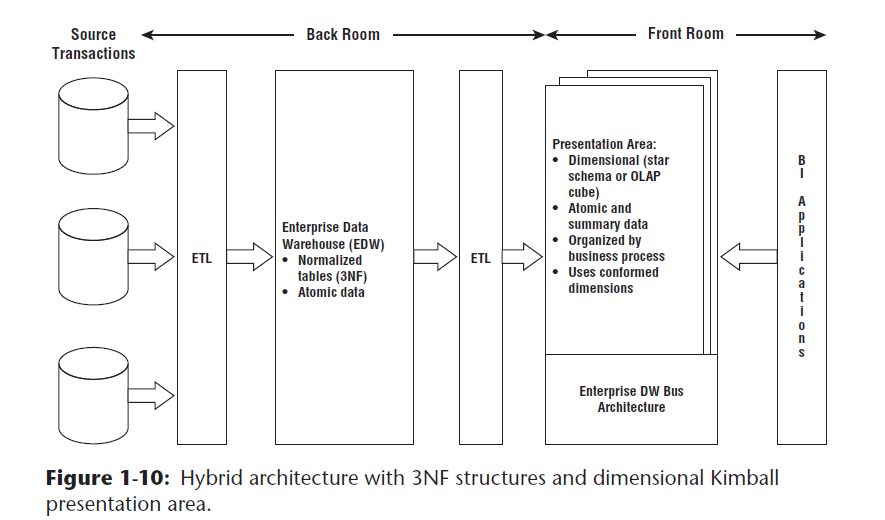 Source
Transactions
Back Room
Front Room
ETL
Enterprise Data
Warehouse (EDW)
• Normalized
tables (3NF)
• Atomic data
ETL
Presentation Area:
• Dimensional (star
schema or OLAP
cube)
• Atomic and
summary data
• Organized by
business process
• Uses conformed
dimensions
Enterprise DW Bus
Architecture
BI Applications
Figure 1-10: Hybrid architecture with 3NF structures and dimensional Kimball
presentation area.